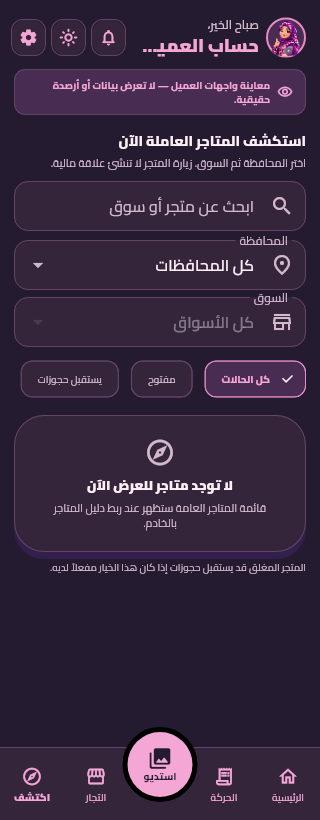 صباح الخير،
حساب العميـ...
معاينة واجهات العميل — لا تعرض بيانات أو أرصدة
حقيقية.
استكشف المتاجر العاملة الآن
اختر المحافظة ثم السوق. زيارة المتجر لا تنشئ علاقة مالية.
ابحث عن متجر أو سوق
المحافظة
كل المحافظات
السوق
كل الأسواق
كل الحالات
مفتوح
يستقبل حجوزات
لا توجد متاجر للعرض الآن
قائمة المتاجر العامة ستظهر عند ربط دليل المتاجر
بالخادم.
المتجر المغلق قد يستقبل حجوزات إذا كان هذا الخيار مفعلاً لديه.
الرئيسية
الحركة
استديو
التجار
اكتشف